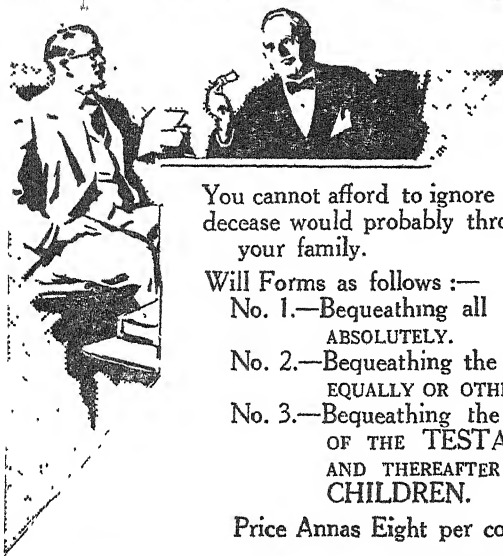 You cannot afford to ignore
decease would probably thro
your family.
Will Forms as follows :—
No. 1.—Bequeathing all
ABSOLUTELY.
No. 2.—Bequeathing the
EQUALLY OR OTHE
No. 3.—Bequeathing the
OF THE TESTA
AND THEREAFTER
CHILDREN.
Price Annas Eight per co